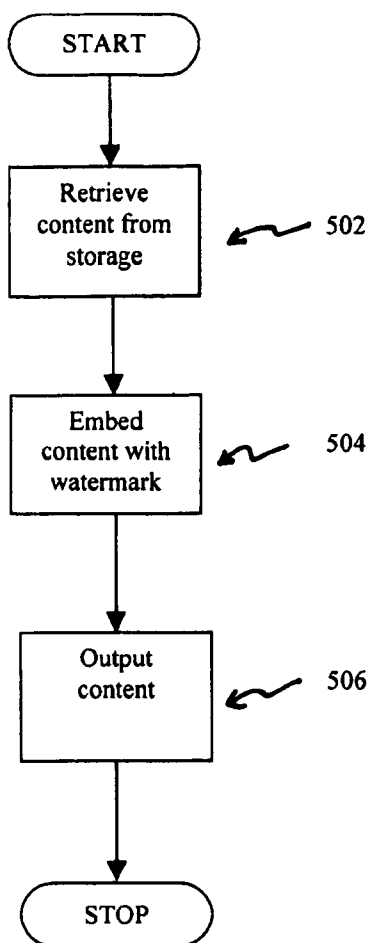 START
Retrieve
content from
storage
502
Embed
content with
watermark
504
Output
content
506
STOP